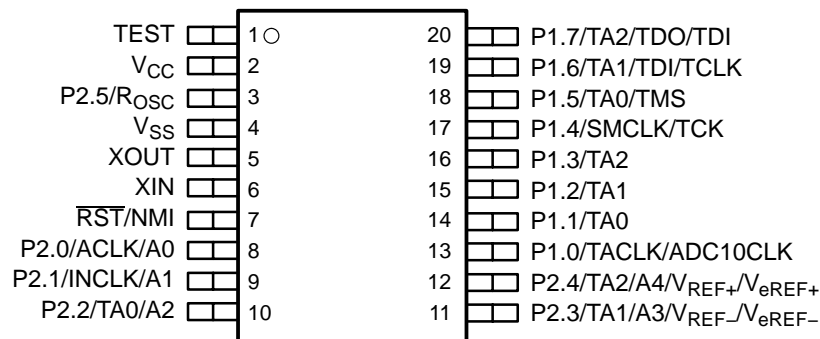 TEST 1 20 P1.7/TA2/TDO/TDI
VCC 2 19 P1.6/TA1/TDI/TCLK
P2.5/ROSC 3 18 P1.5/TA0/TMS
VSS 4 17 P1.4/SMCLK/TCK
XOUT 5 16 P1.3/TA2
XIN 6 15 P1.2/TA1
RST/NMI 7 14 P1.1/TA0
P2.0/ACLK/A0 8 13 P1.0/TACLK/ADC10CLK
P2.1/INCLK/A1 9 12 P2.4/TA2/A4/VREF+/VeREF+
P2.2/TA0/A2 10 11 P2.3/TA1/A3/VREF–/VeREF–